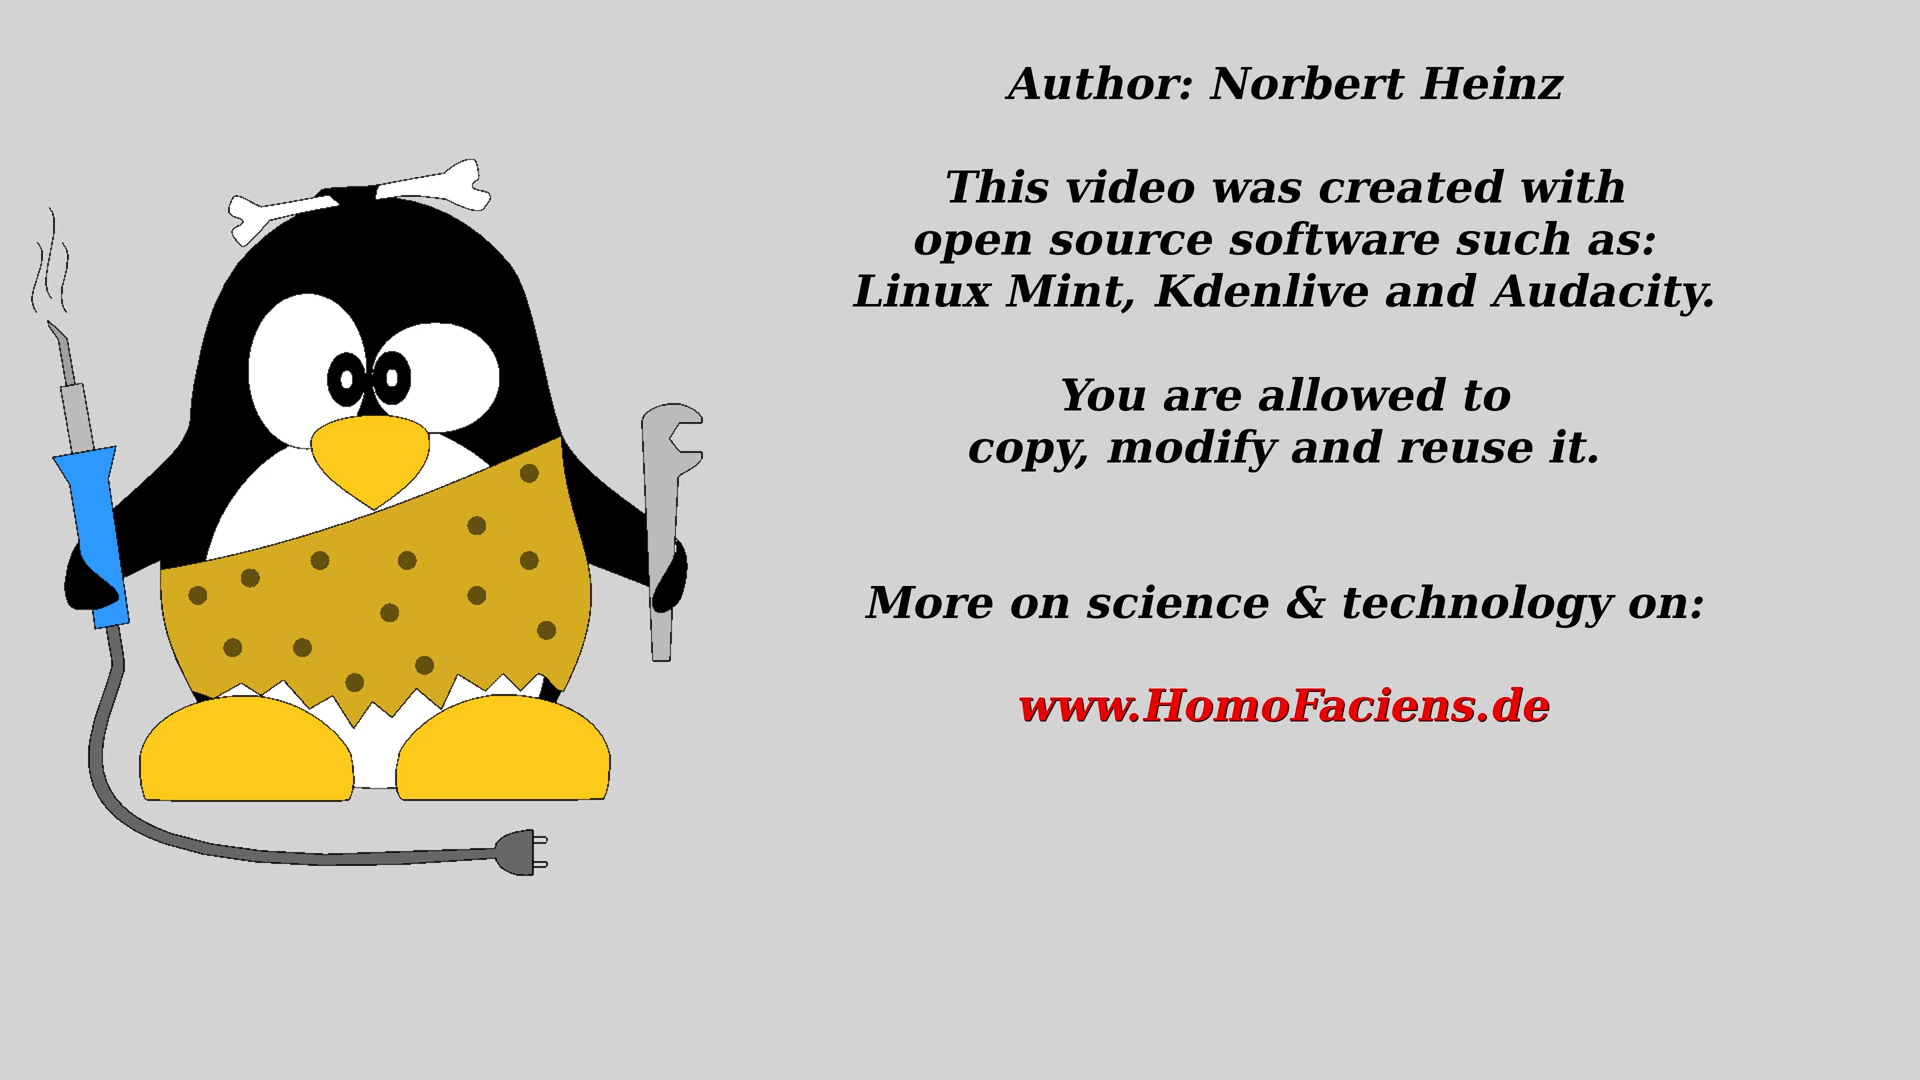 Author: Norbert Heinz
This video was created with
open source software such as:
Linux Mint, Kdenlive and Audacity.
You are allowed to
copy, modify and reuse it.
More on science & technology on:
www.HomoFaciens.de